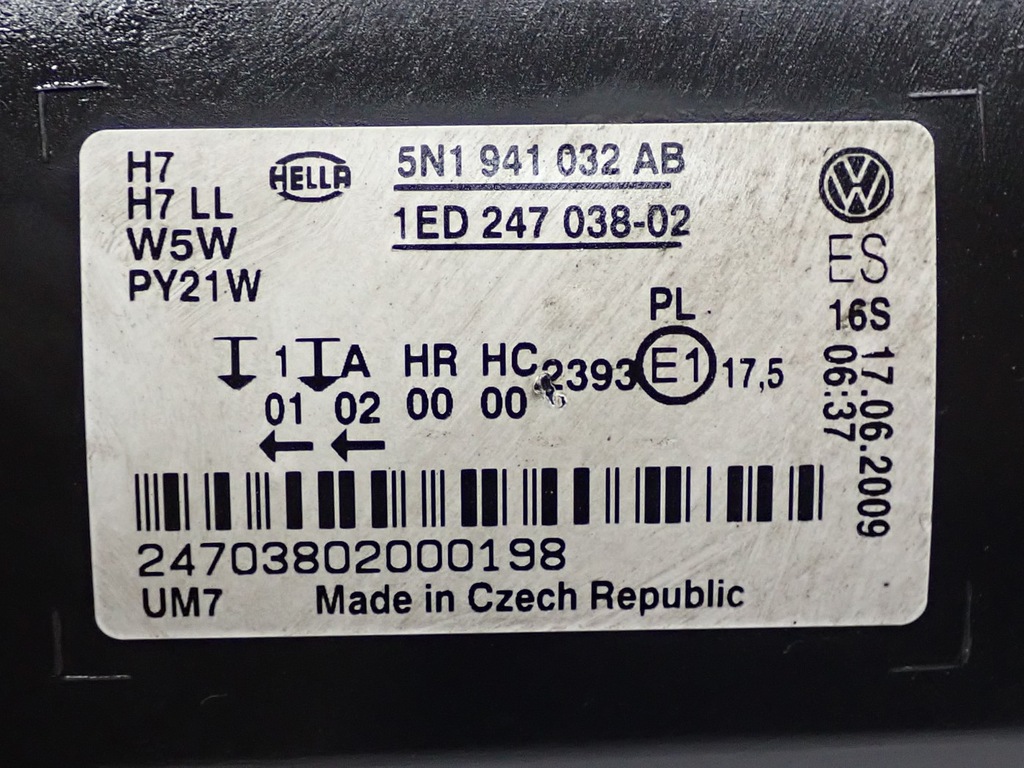 H7
H7 LL
W5W
PY21W
HELLA
5N1 941 032 AB
1ED 247 038-02
VW
ES
16S 17.06.2009
06:37
PL
1 A HR HC 2393 E1 17,5
01 02 00 00
24703802000198
UM7 Made in Czech Republic